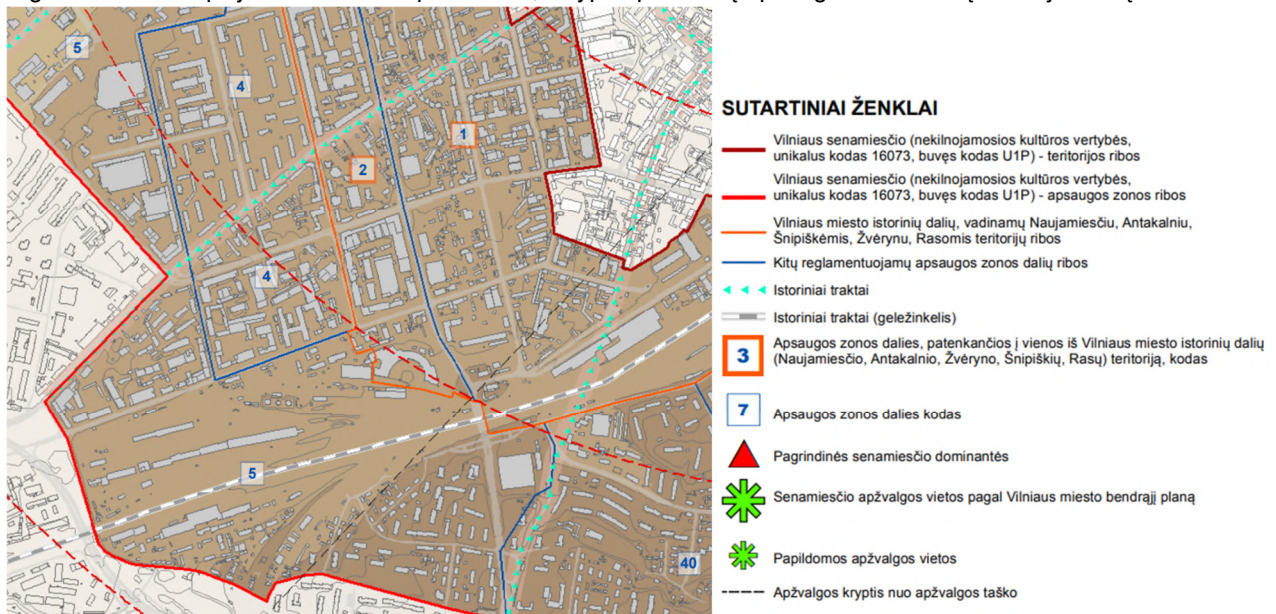 5
4
1
2
4
5
40
SUTARTINIAI ŽENKLAI
Vilniaus senamiesčio (nekilnojamosios kultūros vertybės,
unikalus kodas 16073, buvęs kodas U1P) - teritorijos ribos
Vilniaus senamiesčio (nekilnojamosios kultūros vertybės,
unikalus kodas 16073, buvęs kodas U1P) - apsaugos zonos ribos
Vilniaus miesto istorinių dalių, vadinamų Naujamiesčiu, Antakalniu,
Šnipiškėmis, Žvėrynu, Rasomis teritorijų ribos
Kitų reglamentuojamų apsaugos zonos dalių ribos
Istoriniai traktai
Istoriniai traktai (geležinkelis)
3
Apsaugos zonos dalies, patenkančios į vienos iš Vilniaus miesto istorinių dalių
(Naujamiesčio, Antakalnio, Žvėryno, Šnipiškių, Rasų) teritoriją, kodas
7
Apsaugos zonos dalies kodas
Pagrindinės senamiesčio dominantės
Senamiesčio apžvalgos vietos pagal Vilniaus miesto bendrąjį planą
Papildomos apžvalgos vietos
Apžvalgos kryptis nuo apžvalgos taško